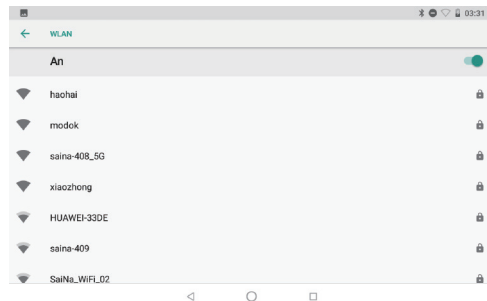 03:31
WLAN
An
haohai
modok
saina-408_5G
xiaozhong
HUAWEI-33DE
saina-409
SaiNa_WiFi_02